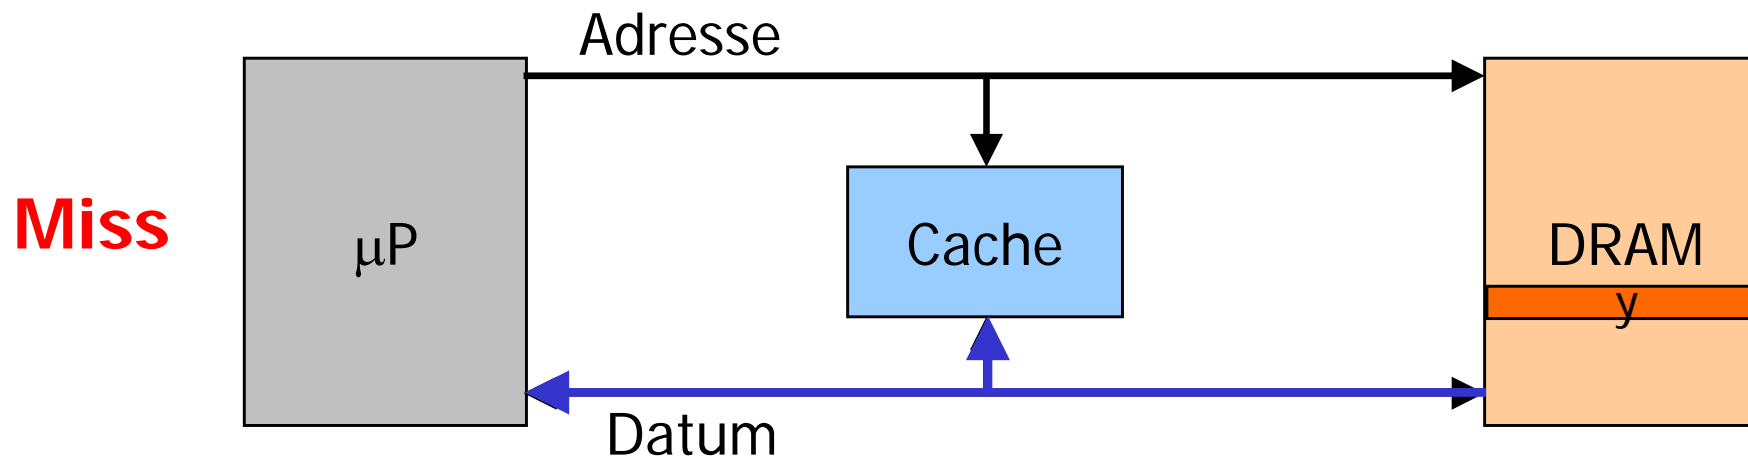 Adresse
Miss
μP
Cache
DRAM
y
Datum